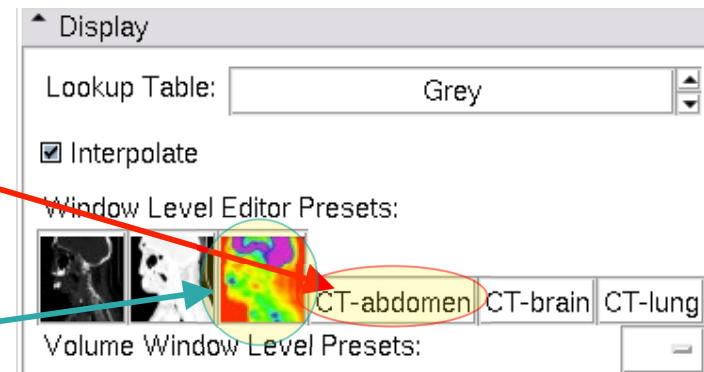 Display
Lookup Table: Grey
Interpolate
Window Level Editor Presets:
CT-abdomen CT-brain CT-lung
Volume Window Level Presets: